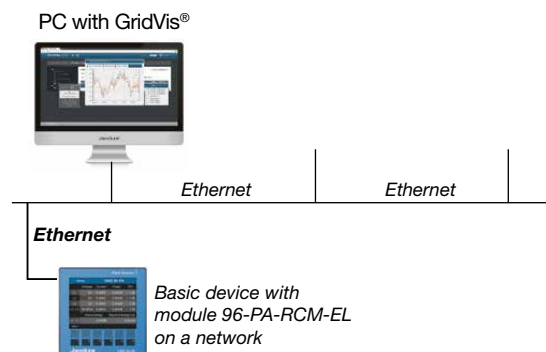 PC with GridVis®
Ethernet
Ethernet
Ethernet
Basic device with
module 96-PA-RCM-EL
on a network